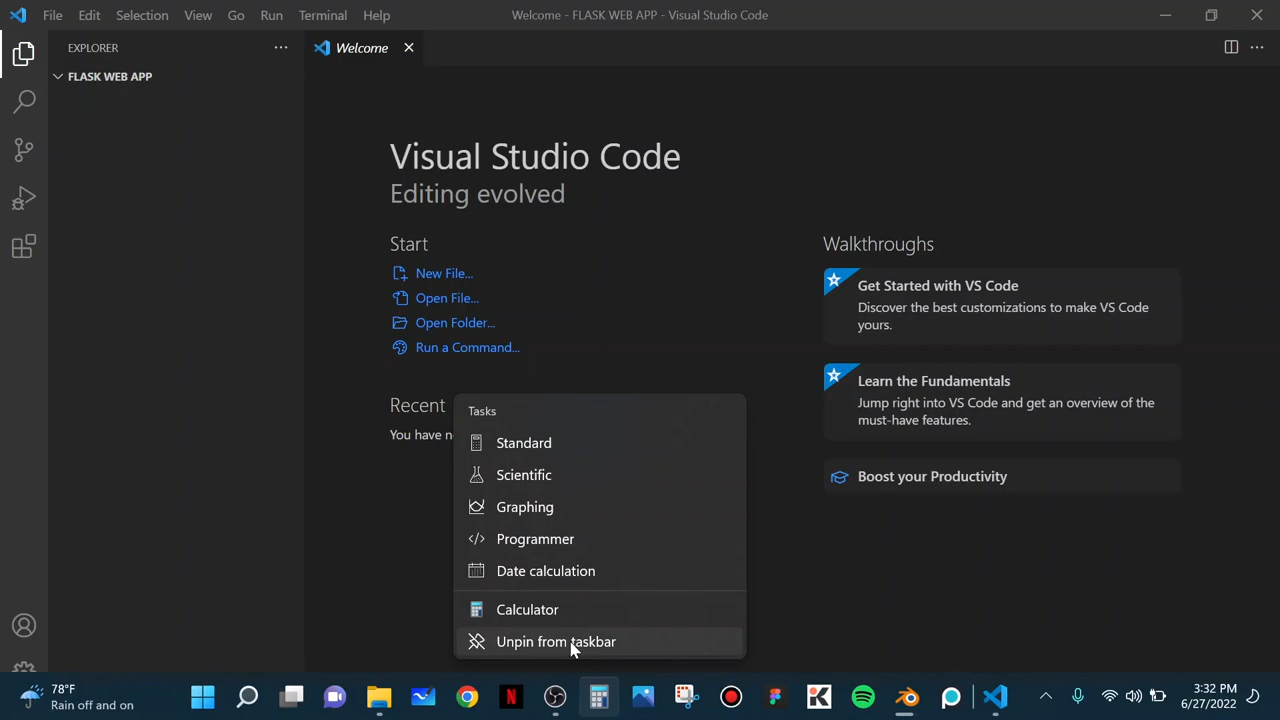 File Edit Selection View Go Run Terminal Help
Welcome - FLASK WEB APP - Visual Studio Code
EXPLORER
FLASK WEB APP
Welcome
Visual Studio Code
Editing evolved
Start
New File...
Open File...
Open Folder...
Run a Command...
Recent
You have n
Walkthroughs
Get Started with VS Code
Discover the best customizations to make VS Code
yours.
Learn the Fundamentals
Jump right into VS Code and get an overview of the
must-have features.
Boost your Productivity
Tasks
Standard
Scientific
Graphing
Programmer
Date calculation
Calculator
Unpin from taskbar
78°F
Rain off and on
3:32 PM
6/27/2022